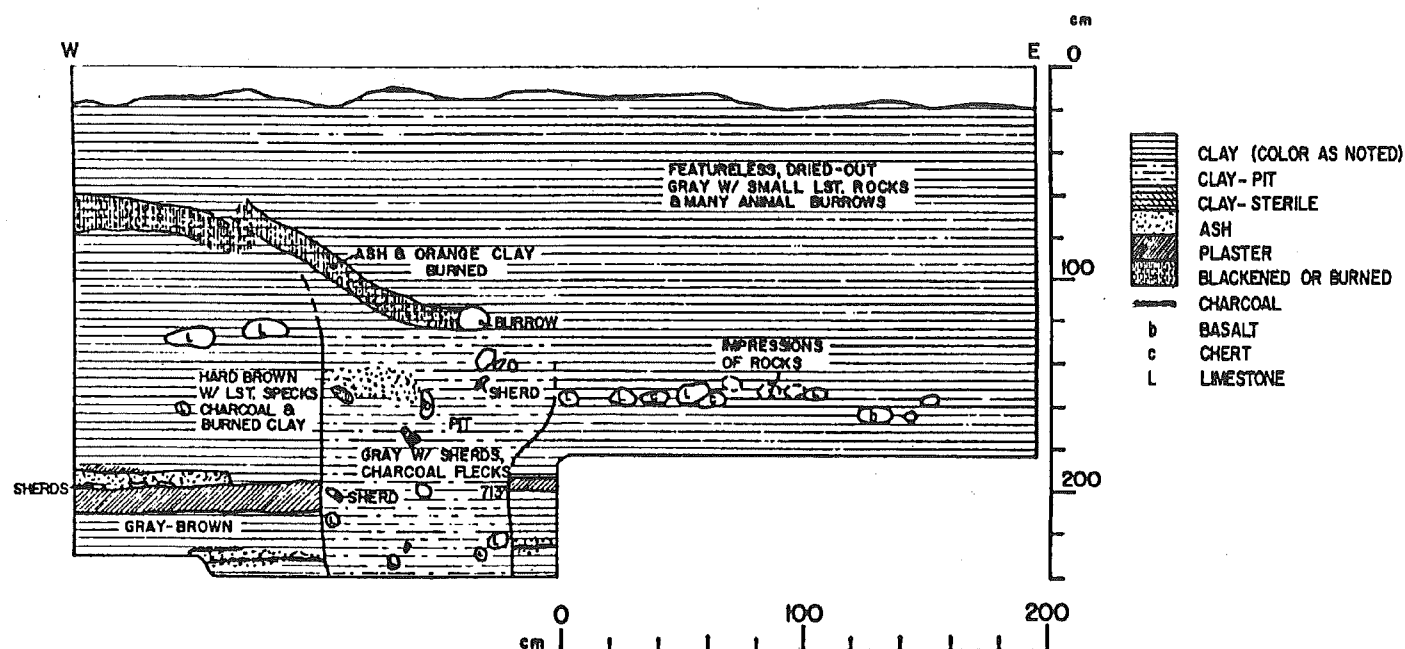 cm
W
E
0
FEATURELESS, DRIED-OUT
GRAY W/ SMALL LST. ROCKS
& MANY ANIMAL BURROWS
CLAY (COLOR AS NOTED)
CLAY-PIT
CLAY-STERILE
ASH
PLASTER
BLACKENED OR BURNED
CHARCOAL
b BASALT
c CHERT
L LIMESTONE
ASH & ORANGE CLAY
BURNED
100
BURROW
IMPRESSIONS
OF ROCKS
HARD BROWN
W/ LST. SPECKS
CHARCOAL &
BURNED CLAY
SHERD
PIT
GRAY W/ SHERDS,
CHARCOAL FLECKS
200
SHERDS
SHERD
713
GRAY-BROWN
0
100
200
cm